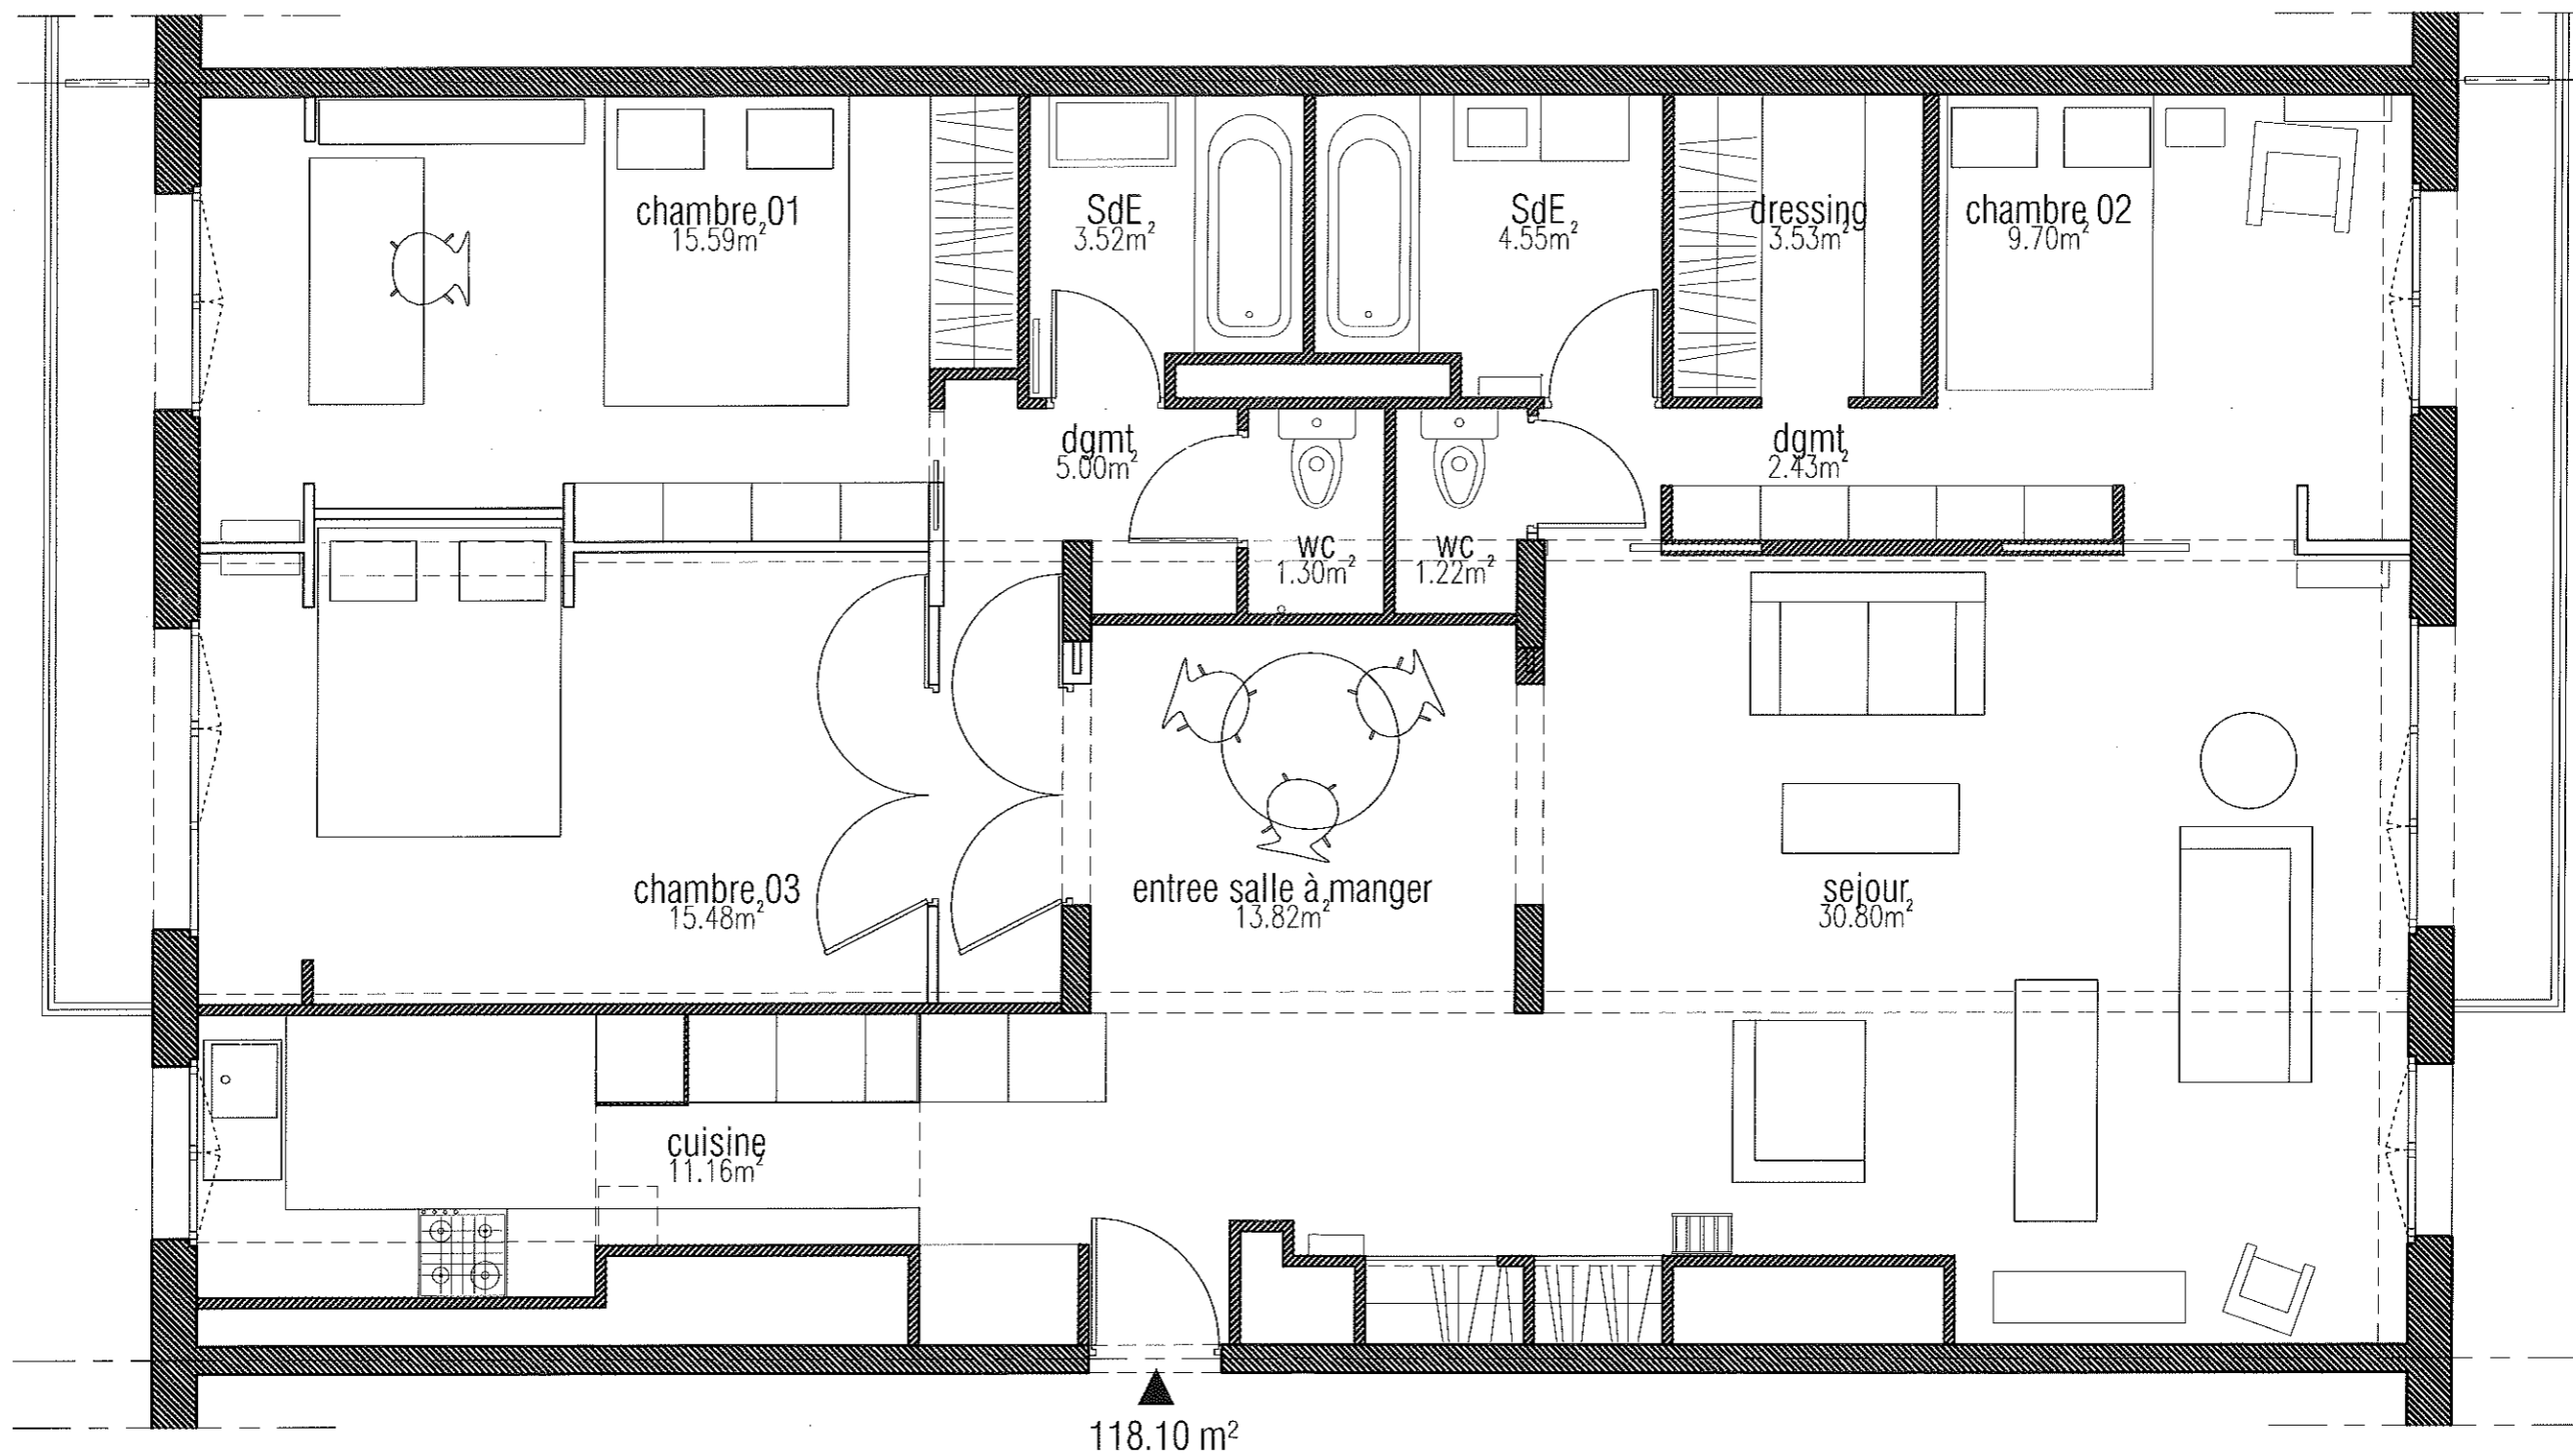 chambre 01
15.59m²
SdE
3.52m²
SdE
4.55m²
dressing
3.53m²
chambre 02
9.70m²
dgmt
5.00m²
dgmt
2.43m²
WC
1.30m²
WC
1.22m²
chambre 03
15.48m²
entree salle à manger
13.82m²
sejour
30.80m²
cuisine
11.16m²
118.10 m²